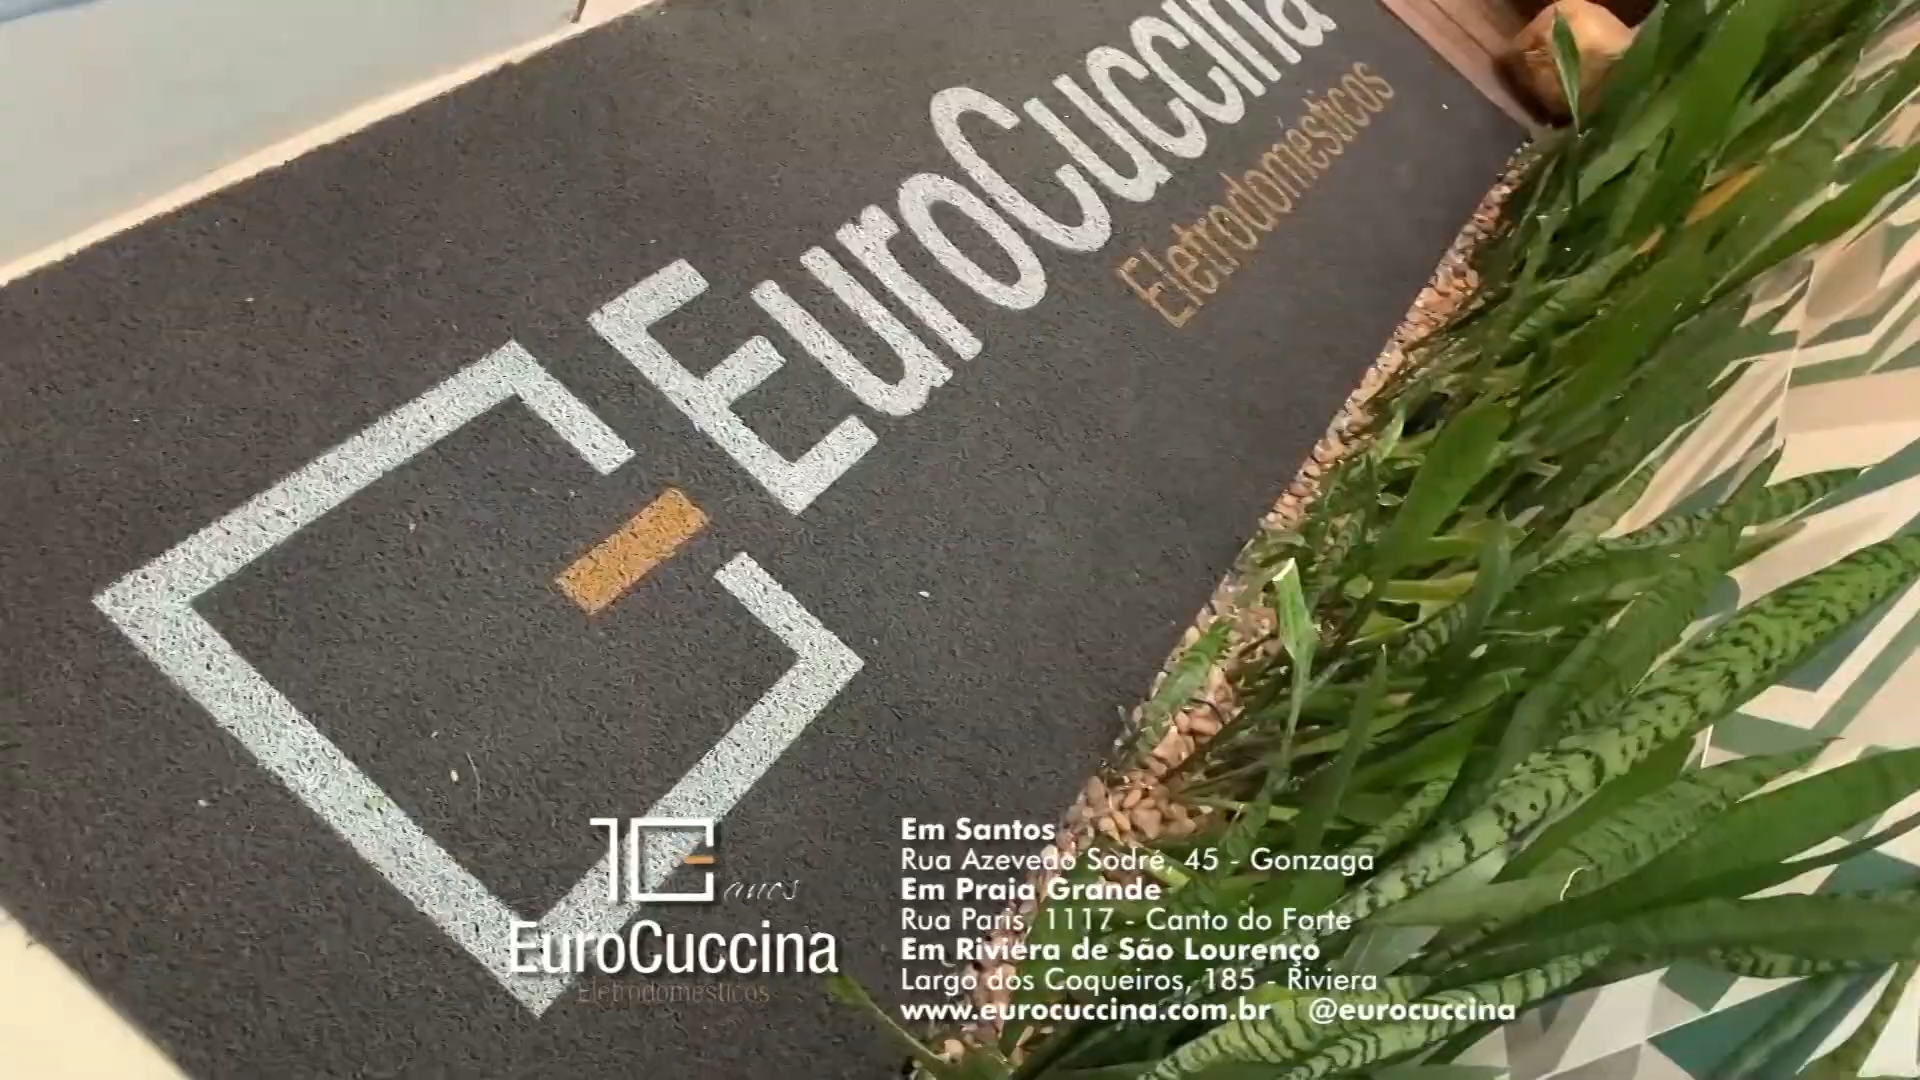 EuroCuccina
Eletrodomésticos
10 anos
EuroCuccina
Eletrodomésticos
Em Santos
Rua Azevedo Sodré, 45 - Gonzaga
Em Praia Grande
Rua Paris, 1117 - Canto do Forte
Em Riviera de São Lourenço
Largo dos Coqueiros, 185 - Riviera
www.eurocuccina.com.br @eurocuccina